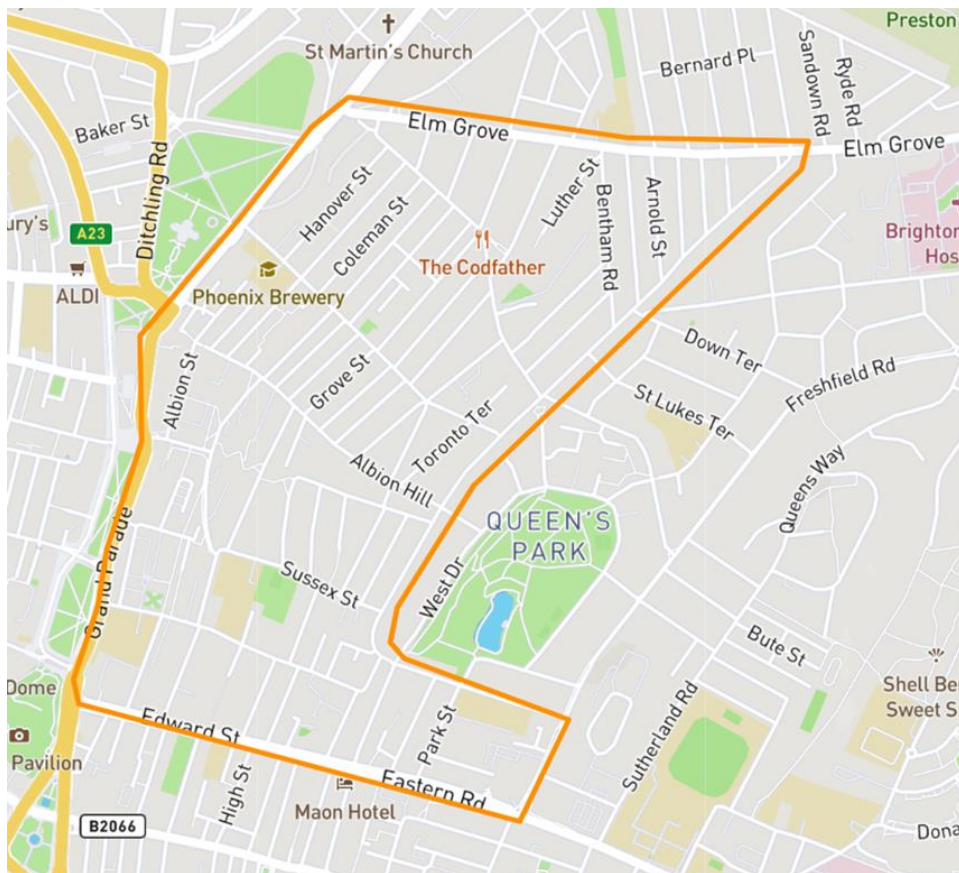 Preston
St Martin's Church
Bernard Pl
Sandown Rd
Ryde Rd
Baker St
Elm Grove
Elm Grove
Ditchling Rd
Hanover St
Coleman St
Luther St
Bentham Rd
Arnold St
ury's
A23
Brighton
Hos
The Codfather
ALDI
Phoenix Brewery
Down Ter
Freshfield Rd
Albion St
Grove St
St Lukes Ter
Toronto Ter
Albion Hill
Queens Way
QUEEN'S
PARK
Grand Parade
Sussex St
West Dr
Bute St
Dome
Shell Be
Sweet S
Edward St
Park St
Sutherland Rd
Pavilion
High St
Eastern Rd
Maon Hotel
B2066
Dona